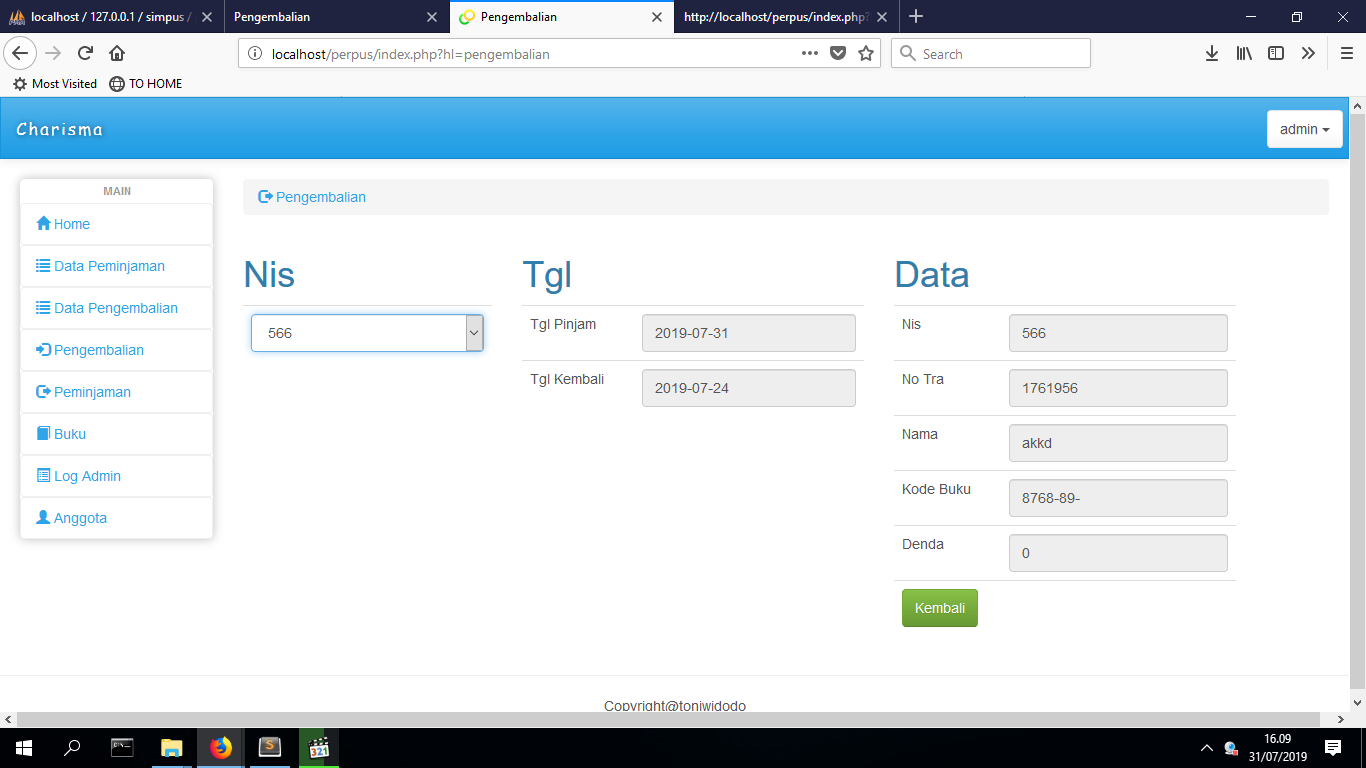 localhost / 127.0.0.1 / simpus /
Pengembalian
Pengembalian
http://localhost/perpus/index.php?
localhost/perpus/index.php?hl=pengembalian
Search
Most Visited
TO HOME
Charisma
admin
MAIN
Home
Data Peminjaman
Data Pengembalian
Pengembalian
Peminjaman
Buku
Log Admin
Anggota
Pengembalian
Nis
566
Tgl
Tgl Pinjam 2019-07-31
Tgl Kembali 2019-07-24
Data
Nis 566
No Tra 1761956
Nama akkd
Kode Buku 8768-89-
Denda 0
Kembali
Copyright@toniwidodo
321
16.09
31/07/2019